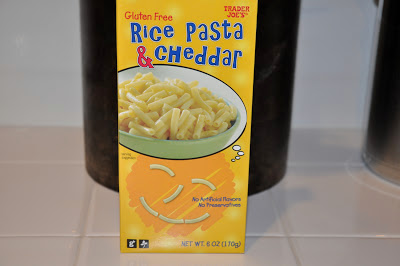 TRADER JOE'S
Gluten Free
Rice Pasta
& Cheddar
No Artificial Flavors
No Preservatives
g
NET WT. 6 OZ (170g)